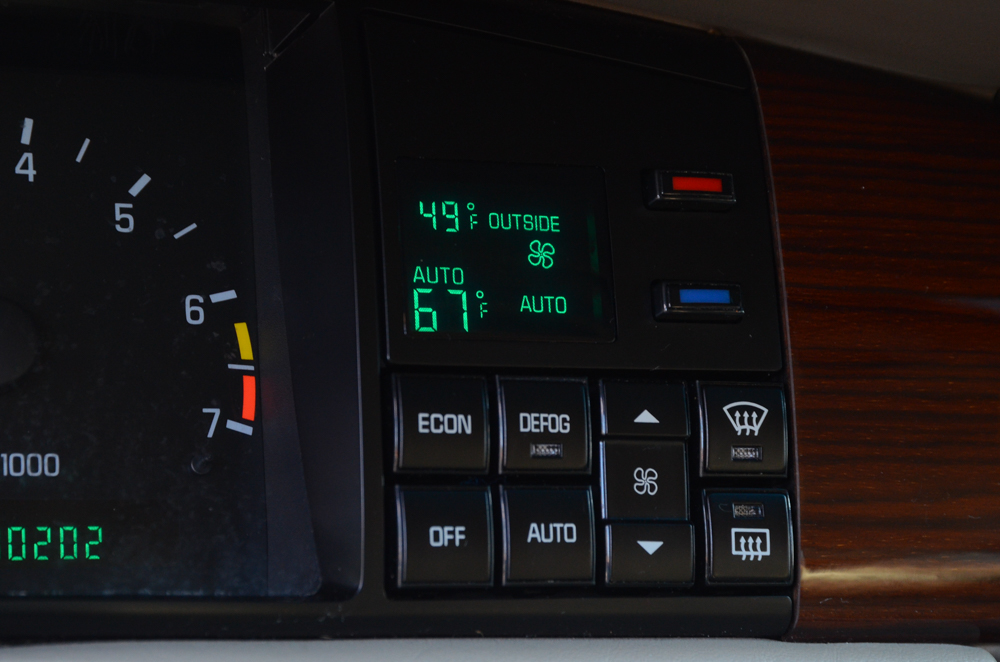 4
5
6
7
1000
0202
49°F OUTSIDE
AUTO
67°F AUTO
ECON
DEFOG
OFF
AUTO